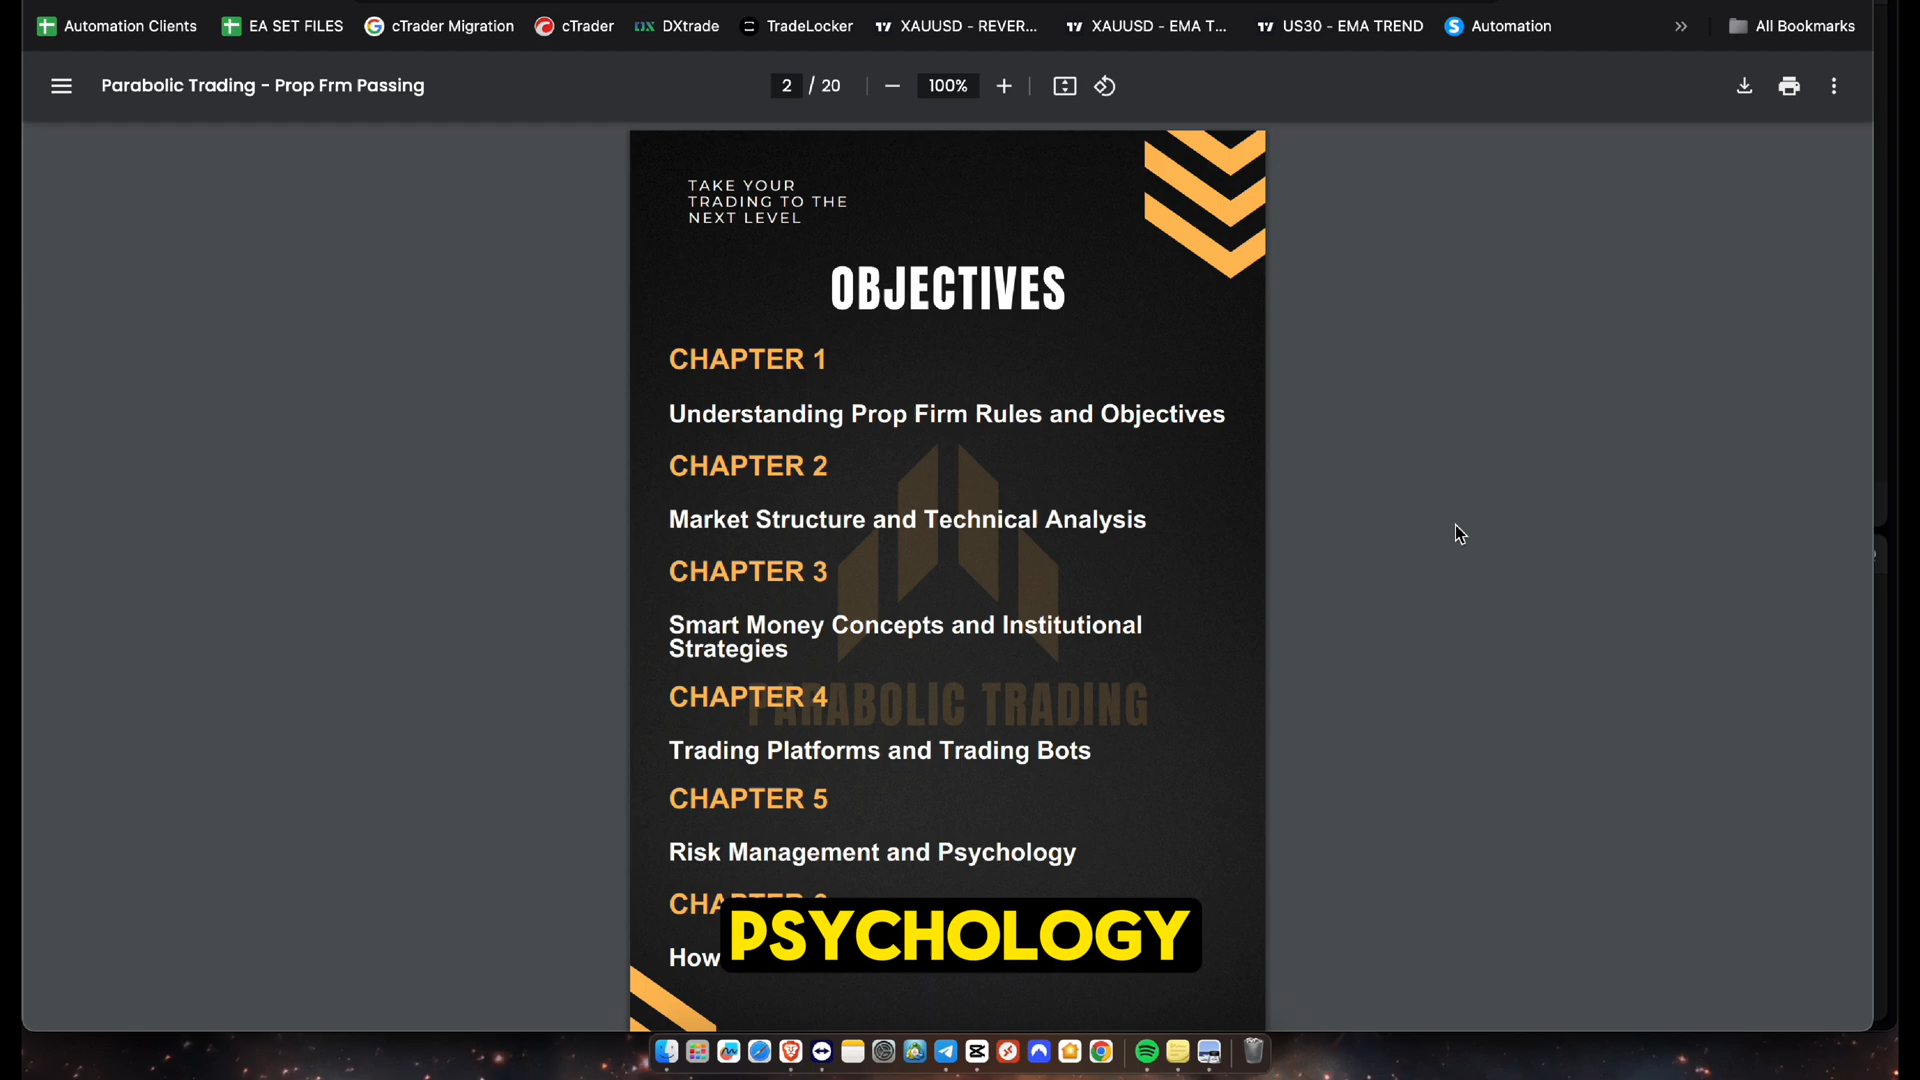 Automation Clients
EA SET FILES
cTrader Migration
cTrader
DXtrade
TradeLocker
XAUUSD - REVER...
XAUUSD - EMA T...
US30 - EMA TREND
Automation
All Bookmarks
Parabolic Trading - Prop Frm Passing
2 / 20
100%
TAKE YOUR
TRADING TO THE
NEXT LEVEL
OBJECTIVES
CHAPTER 1
Understanding Prop Firm Rules and Objectives
CHAPTER 2
Market Structure and Technical Analysis
CHAPTER 3
Smart Money Concepts and Institutional
Strategies
CHAPTER 4
PARABOLIC TRADING
Trading Platforms and Trading Bots
CHAPTER 5
Risk Management and Psychology
PSYCHOLOGY
How